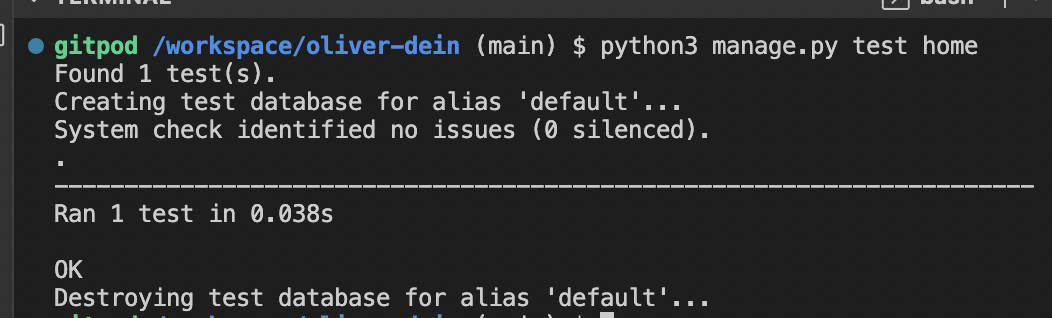 TERMINAL bash
gitpod /workspace/oliver-dein (main) $ python3 manage.py test home
Found 1 test(s).
Creating test database for alias 'default'...
System check identified no issues (0 silenced).
.
----------------------------------------------------------------------
Ran 1 test in 0.038s
OK
Destroying test database for alias 'default'...